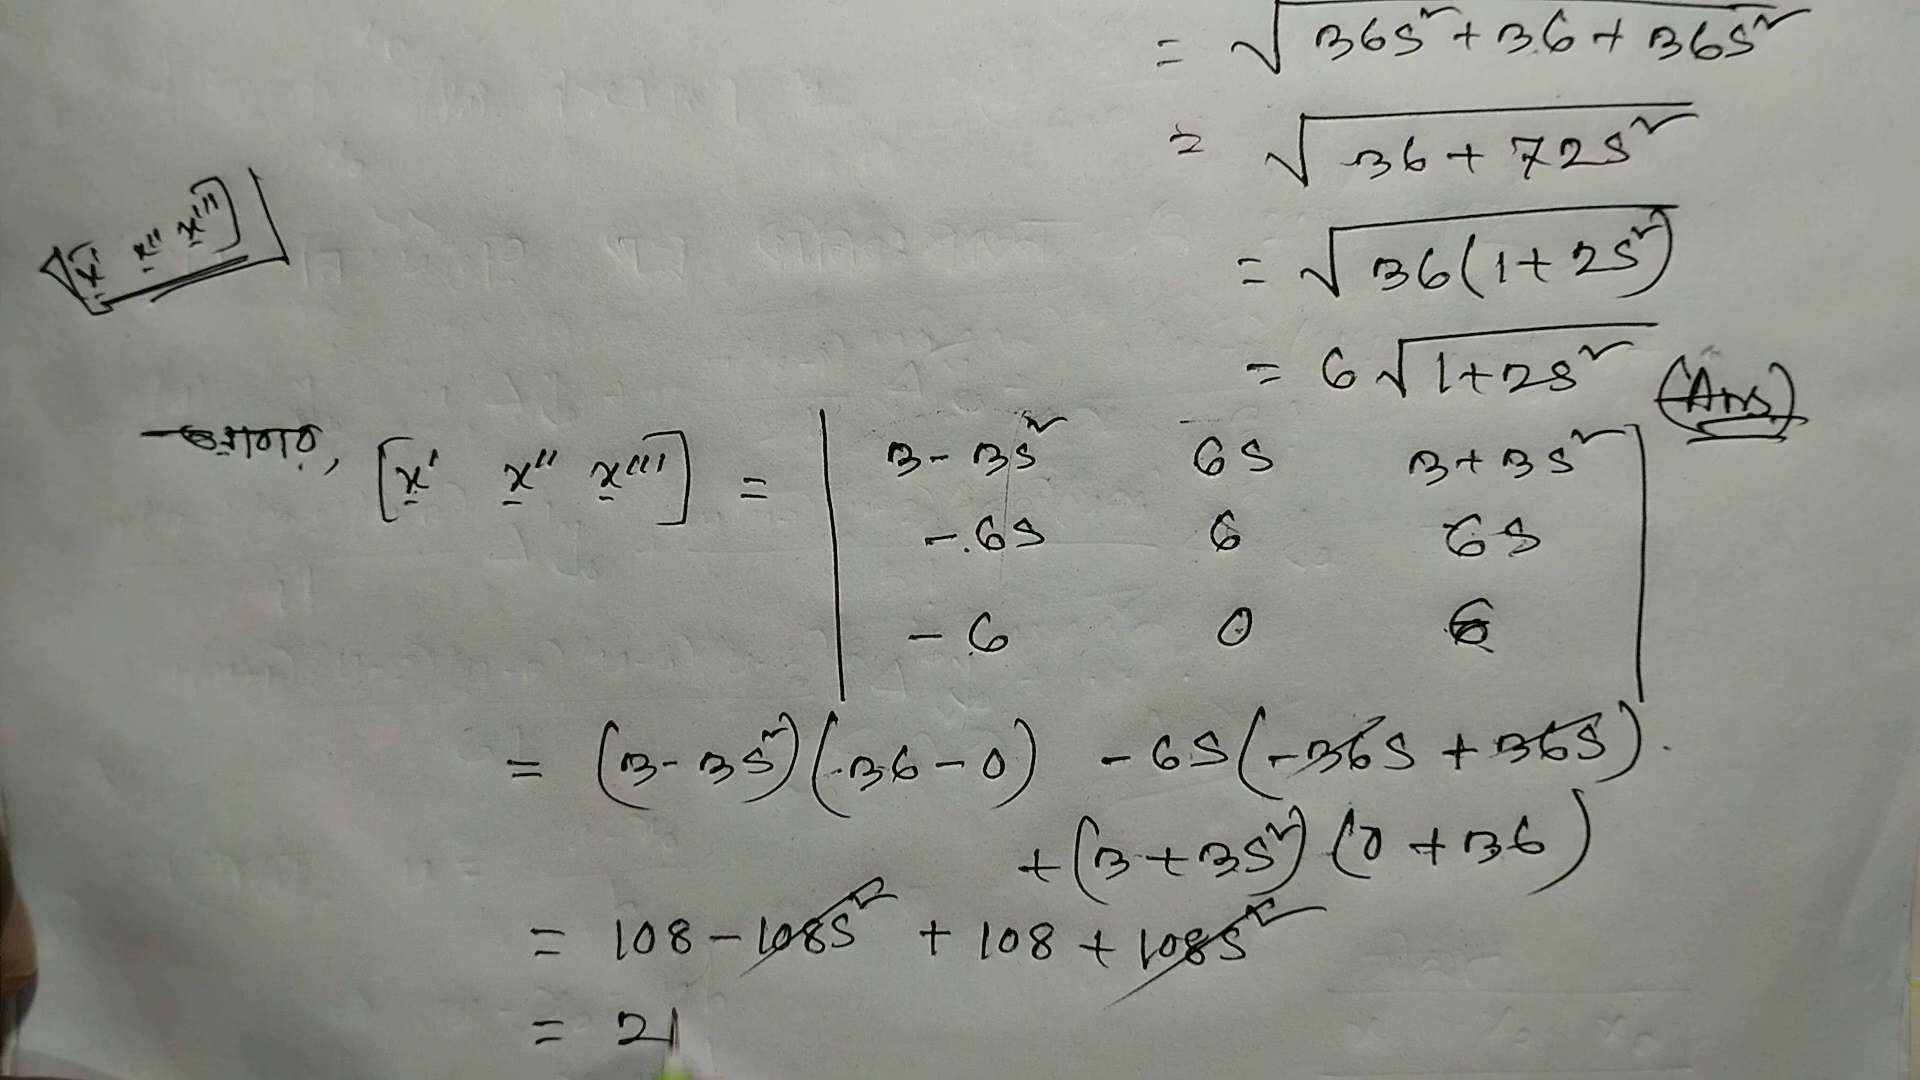 = √36s² + 36 + 36s²
= √36 + 72s²
= √36(1 + 2s²)
= 6√1 + 2s² (Ans)
[x' x'' x''']
[x' x'' x'''] = | 3 - 3s² 6s 3 + 3s² |
| -6s 6 6s |
| -6 0 6 |
= (3 - 3s²)(36 - 0) - 6s(-36s + 36s)
+ (3 + 3s²)(0 + 36)
= 108 - 108s² + 108 + 108s²
= 21